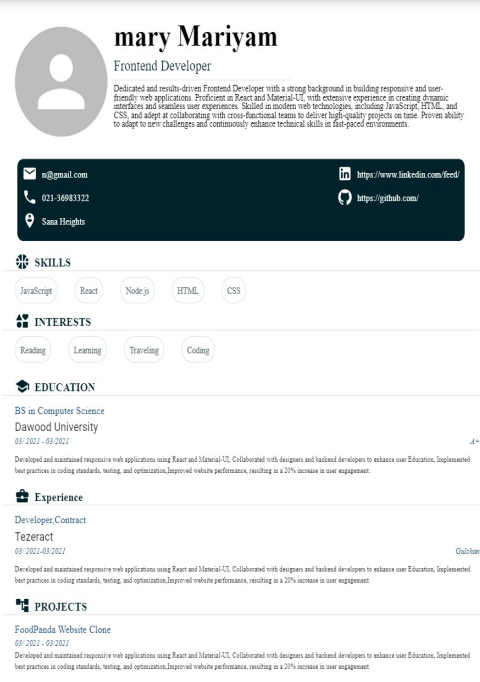 mary Mariyam
Frontend Developer
Dedicated and results-driven Frontend Developer with a strong background in building responsive and user-
friendly web applications. Proficient in React and Material-UI, with extensive experience in creating dynamic
interfaces and seamless user experiences. Skilled in modern web technologies, including JavaScript, HTML, and
CSS, and adept at collaborating with cross-functional teams to deliver high-quality projects on time. Proven ability
to adapt to new challenges and continuously enhance technical skills in fast-paced environments.
n@gmail.com
https://www.linkedin.com/feed/
021-36983322
https://github.com/
Sana Heights
SKILLS
JavaScript React Node.js HTML CSS
INTERESTS
Reading Learning Traveling Coding
EDUCATION
BS in Computer Science
Dawood University
03/ 2021 - 03/2021 A+
Developed and maintained responsive web applications using React and Material-UI, Collaborated with designers and backend developers to enhance user Education, Implemented
best practices in coding standards, testing, and optimization,Improved website performance, resulting in a 20% increase in user engagement.
Experience
Developer,Contract
Tezeract
03/ 2021-03/2021 Gulshan
Developed and maintained responsive web applications using React and Material-UI, Collaborated with designers and backend developers to enhance user Education, Implemented
best practices in coding standards, testing, and optimization,Improved website performance, resulting in a 20% increase in user engagement.
PROJECTS
FoodPanda Website Clone
03/ 2021 - 03/2021
Developed and maintained responsive web applications using React and Material-UI, Collaborated with designers and backend developers to enhance user Education, Implemented
best practices in coding standards, testing, and optimization,Improved website performance, resulting in a 20% increase in user engagement.